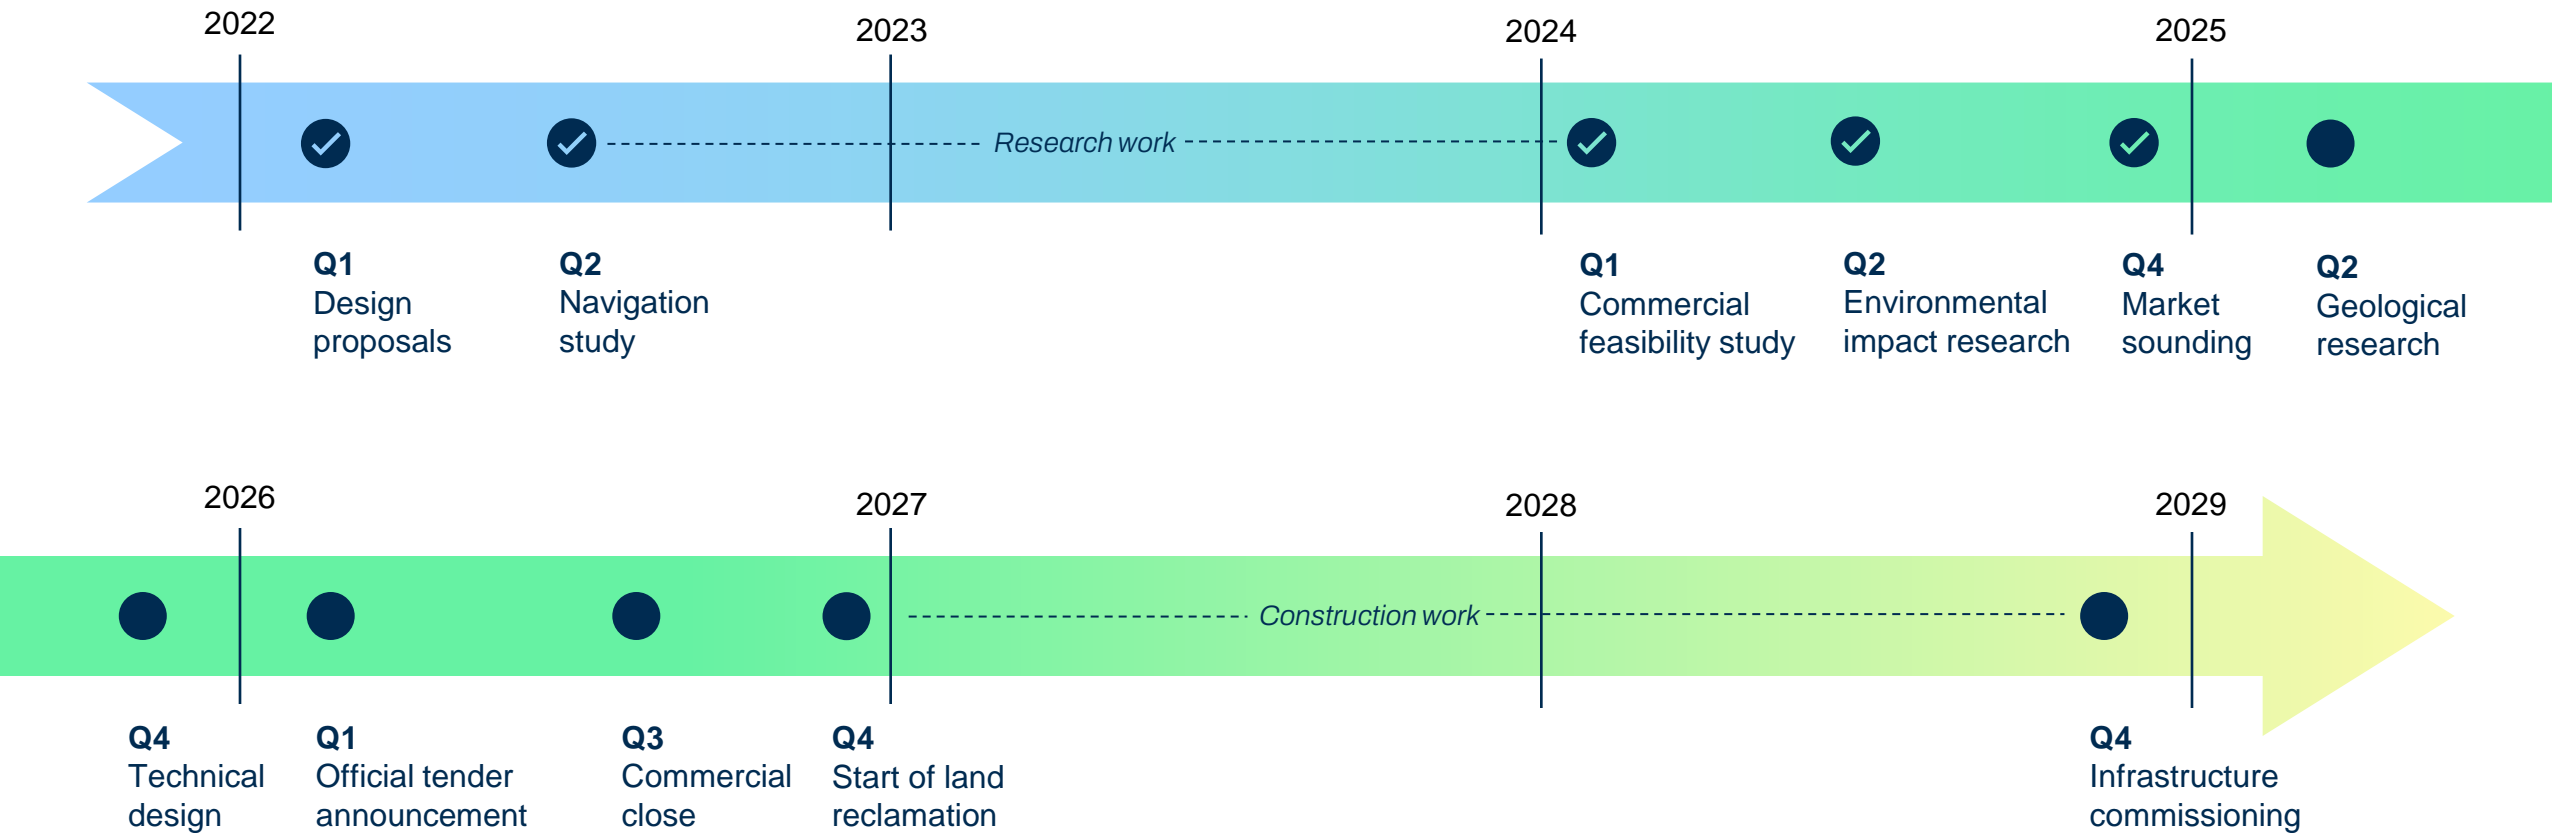 2022
2023
2024
2025
Research work
Q1
Design
proposals
Q2
Navigation
study
Q1
Commercial
feasibility study
Q2
Environmental
impact research
Q4
Market
sounding
Q2
Geological
research
2026
2027
2028
2029
Construction work
Q4
Technical
design
Q1
Official tender
announcement
Q3
Commercial
close
Q4
Start of land
reclamation
Q4
Infrastructure
commissioning